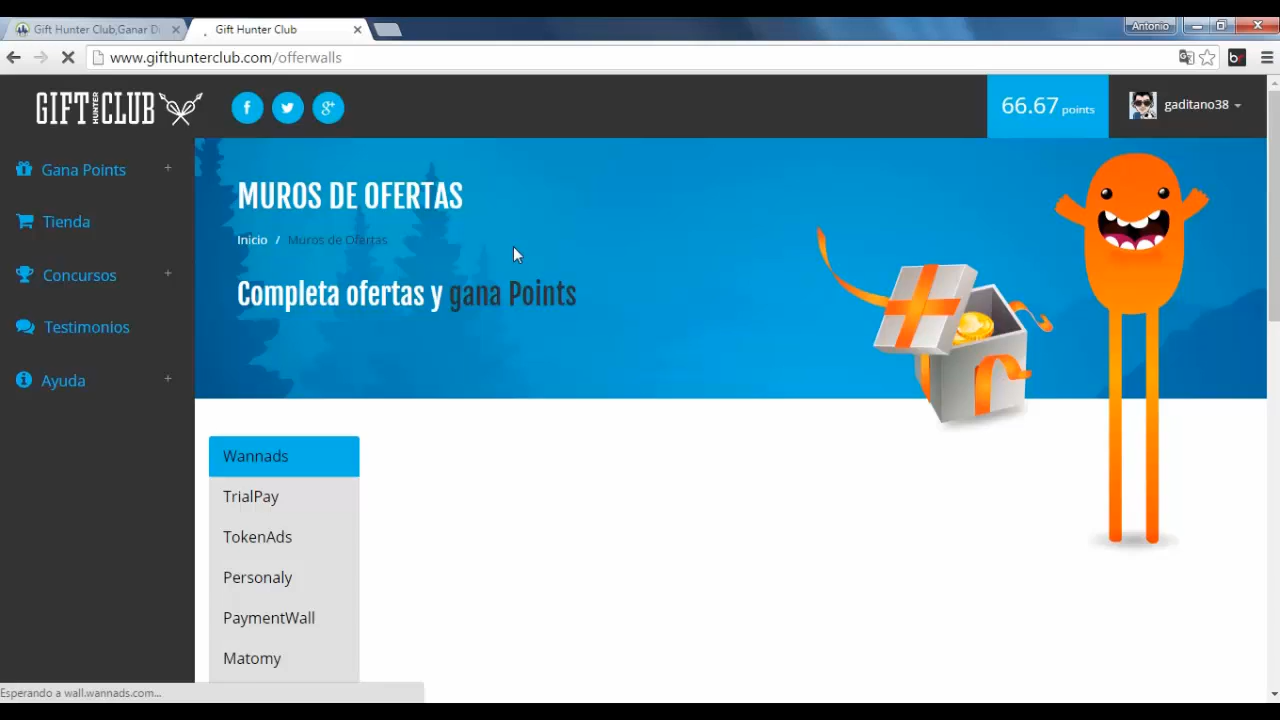 Gift Hunter Club,Ganar D
Gift Hunter Club
Antonio
www.gifthunterclub.com/offerwalls
GIFT HUNTER CLUB
f
g+
66.67 points
gaditano38
Gana Points +
Tienda
Concursos +
Testimonios
Ayuda +
MUROS DE OFERTAS
Inicio / Muros de Ofertas
Completa ofertas y gana Points
Wannads
TrialPay
TokenAds
Personaly
PaymentWall
Matomy
Esperando a wall.wannads.com...